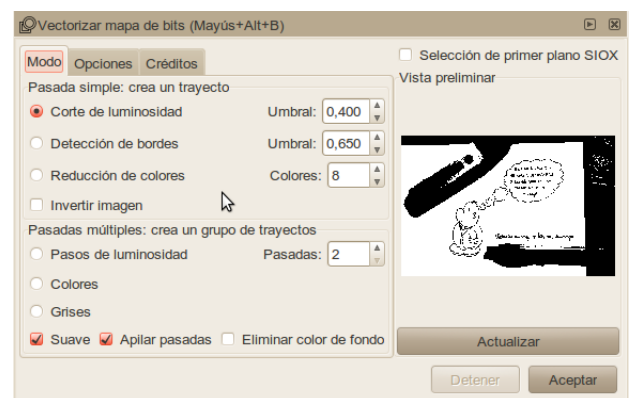 Vectorizar mapa de bits (Mayús+Alt+B)
Modo Opciones Créditos
Selección de primer plano SIOX
Pasada simple: crea un trayecto
Vista preliminar
Corte de luminosidad Umbral: 0,400
Detección de bordes Umbral: 0,650
Reducción de colores Colores: 8
Invertir imagen
Pasadas múltiples: crea un grupo de trayectos
Pasos de luminosidad Pasadas: 2
Colores
Grises
Suave Apilar pasadas Eliminar color de fondo
Actualizar
Detener Aceptar